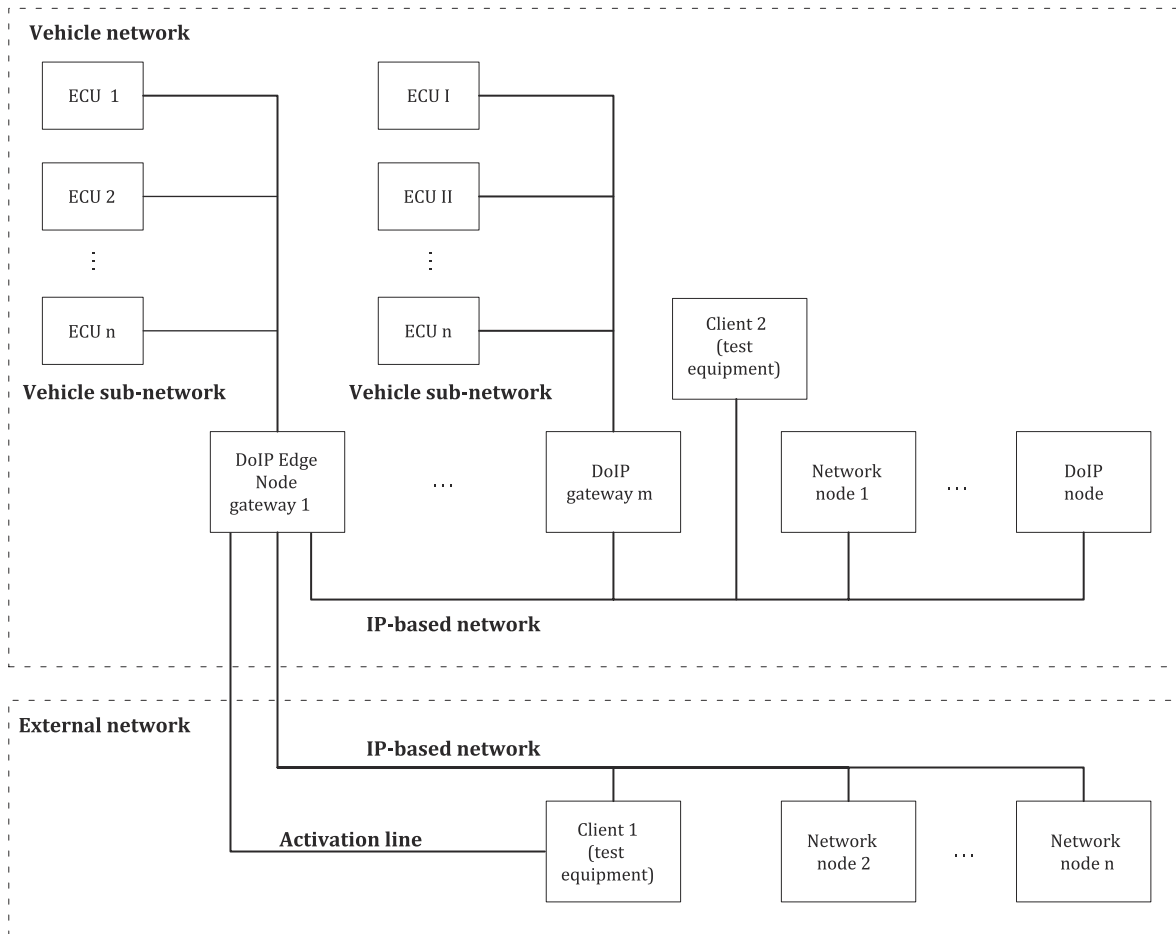 Vehicle network
ECU 1
ECU I
ECU 2
ECU II
⋮
⋮
ECU n
ECU n
Client 2
(test
equipment)
Vehicle sub-network
Vehicle sub-network
DoIP Edge
Node
gateway 1
...
DoIP
gateway m
Network
node 1
...
DoIP
node
IP-based network
External network
IP-based network
Activation line
Client 1
(test
equipment)
Network
node 2
...
Network
node n